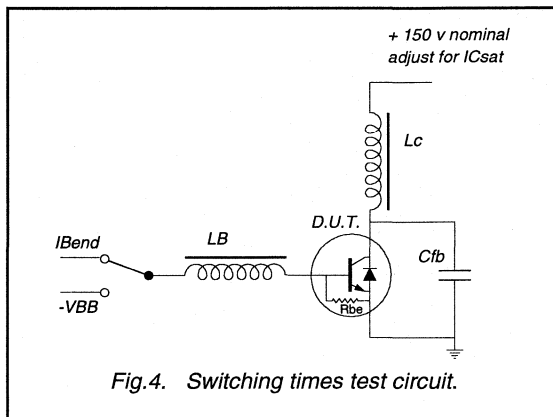 + 150 v nominal
adjust for ICsat
Lc
D.U.T.
LB
IBend
Cfb
-VBB
Rbe
Fig.4. Switching times test circuit.